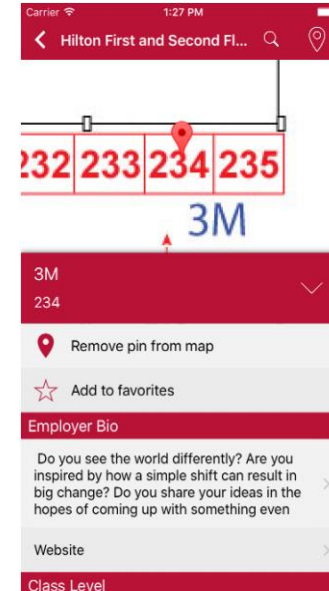 Carrier 1:27 PM
Hilton First and Second Fl...
232 233 234 235
3M
3M
234
Remove pin from map
Add to favorites
Employer Bio
Do you see the world differently? Are you
inspired by how a simple shift can result in
big change? Do you share your ideas in the
hopes of coming up with something even
Website
Class Level